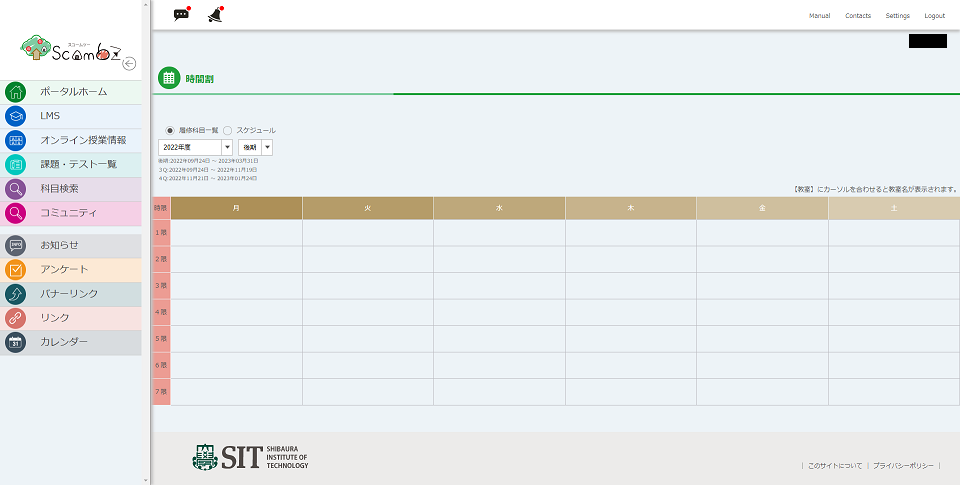 Manual Contacts Settings Logout
スコームジー
ScombZ
ポータルホーム
LMS
オンライン授業情報
課題・テスト一覧
科目検索
コミュニティ
INFO
お知らせ
アンケート
バナーリンク
リンク
31
カレンダー
時間割
履修科目一覧 スケジュール
2022年度 後期
後期:2022年09月24日 ～ 2023年03月31日
3Q:2022年09月24日 ～ 2022年11月19日
4Q:2022年11月21日 ～ 2023年01月24日
【教室】にカーソルを合わせると教室名が表示されます。
時限 月 火 水 木 金 土
1限
2限
3限
4限
5限
6限
7限
SIT
SHIBAURA
INSTITUTE OF
TECHNOLOGY
| このサイトについて | プライバシーポリシー |